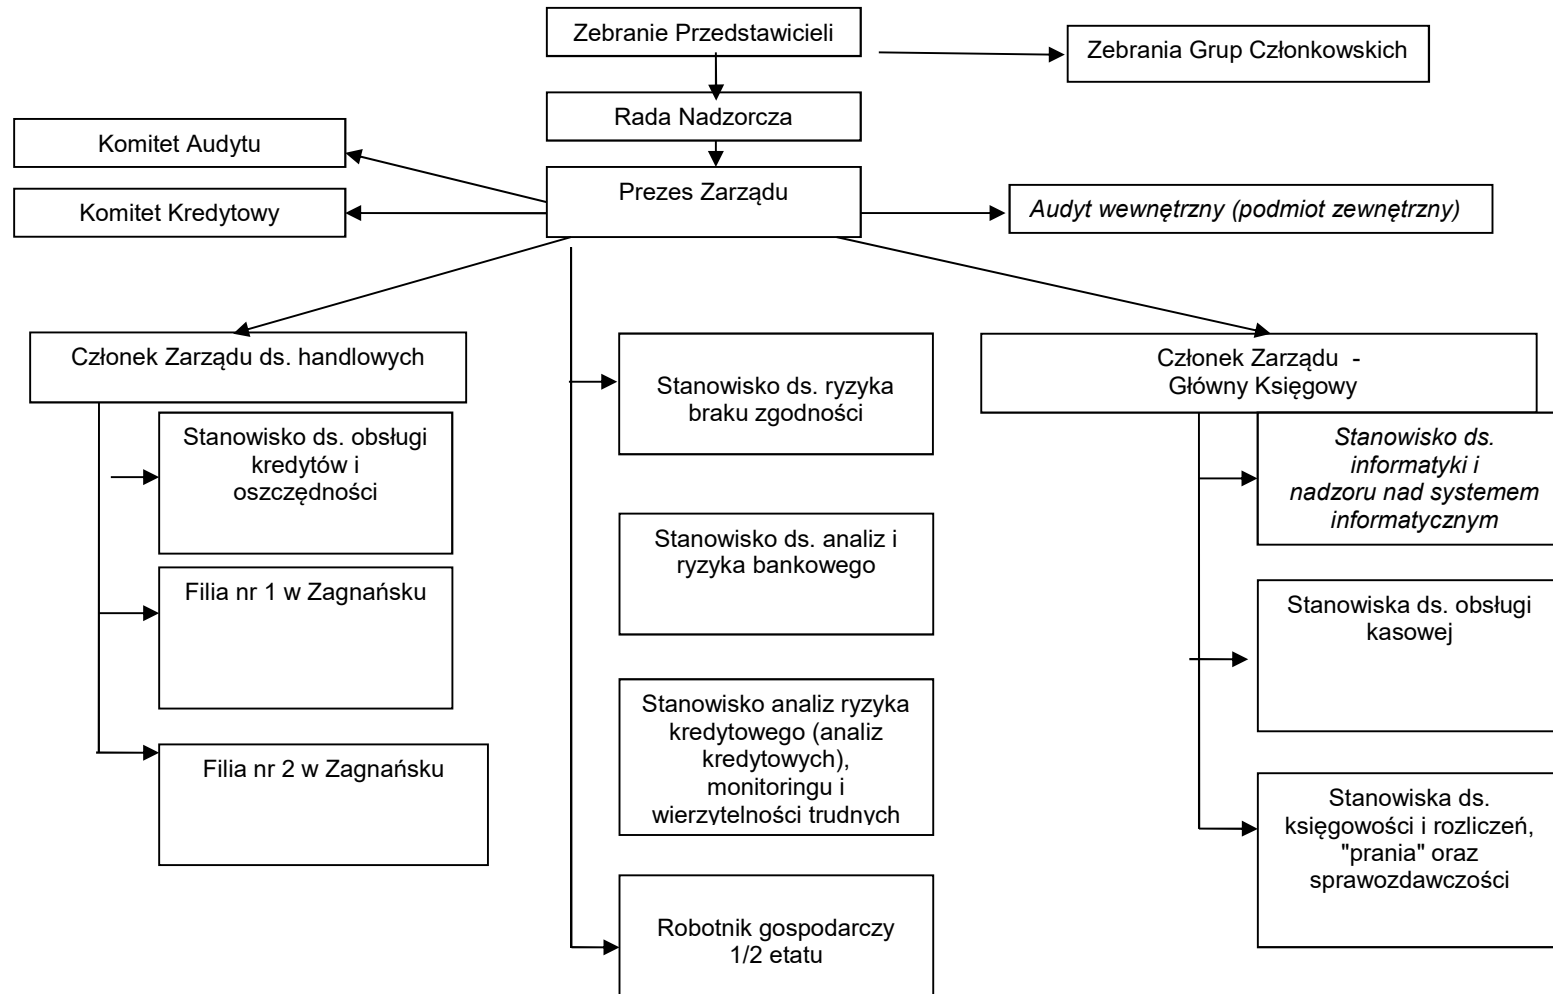 Zebranie Przedstawicieli
Zebrania Grup Członkowskich
Rada Nadzorcza
Komitet Audytu
Prezes Zarządu
Komitet Kredytowy
Audyt wewnętrzny (podmiot zewnętrzny)
Członek Zarządu ds. handlowych
Stanowisko ds. obsługi
kredytów i
oszczędności
Filia nr 1 w Zagnańsku
Filia nr 2 w Zagnańsku
Stanowisko ds. ryzyka
braku zgodności
Stanowisko ds. analiz i
ryzyka bankowego
Stanowisko analiz ryzyka
kredytowego (analiz
kredytowych),
monitoringu i
wierzytelności trudnych
Robotnik gospodarczy
1/2 etatu
Członek Zarządu -
Główny Księgowy
Stanowisko ds.
informatyki i
nadzoru nad systemem
informatycznym
Stanowiska ds. obsługi
kasowej
Stanowiska ds.
księgowości i rozliczeń,
"prania" oraz
sprawozdawczości